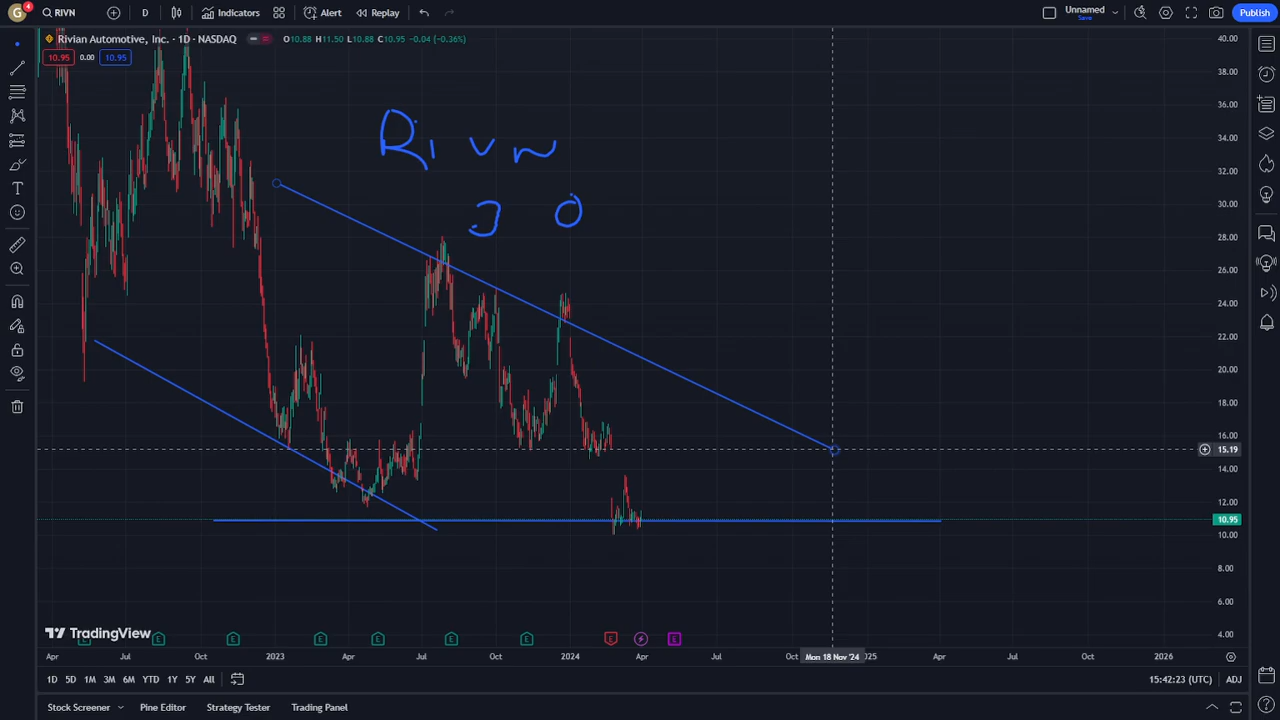 G 4 RIVN D Indicators Alert Replay Unnamed Save Publish
Rivian Automotive, Inc. · 1D · NASDAQ O10.88 H11.50 L10.88 C10.95 −0.04 (−0.36%)
10.95 0.00 10.95
40.00
38.00
36.00
34.00
32.00
30.00
28.00
26.00
24.00
22.00
20.00
18.00
16.00
15.19
14.00
12.00
10.95
10.00
8.00
6.00
4.00
Rivn
30
TradingView
E E E E E E E E
Apr Jul Oct 2023 Apr Jul Oct 2024 Apr Jul Oct Mon 18 Nov '24 2025 Apr Jul Oct 2026
1D 5D 1M 3M 6M YTD 1Y 5Y All 15:42:23 (UTC) ADJ
Stock Screener Pine Editor Strategy Tester Trading Panel